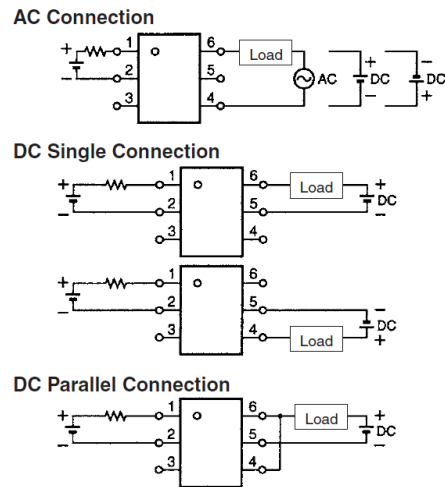 AC Connection
+ 1 6 Load +
− 2 5 AC DC DC
3 4 − +
DC Single Connection
+ 1 6 Load +
− 2 5 − DC
3 4
+ 1 6
− 2 5 − DC
3 4 Load +
DC Parallel Connection
+ 1 6 Load +
− 2 5 − DC
3 4